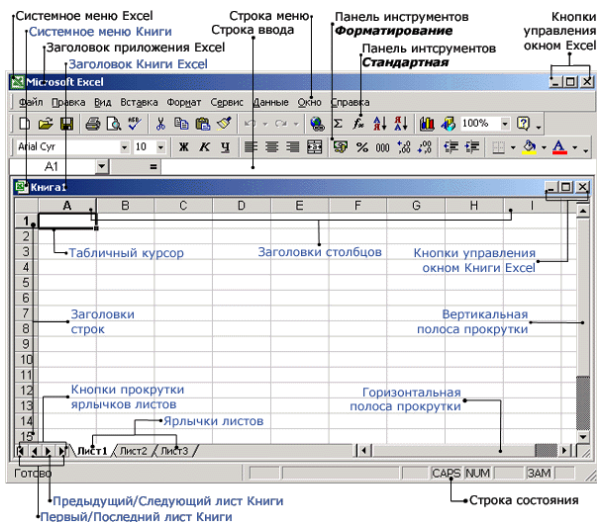 Системное меню Excel
Системное меню Книги
Заголовок приложения Excel
Заголовок Книги Excel
Строка меню
Строка ввода
Панель инструментов
Форматирование
Панель интсрументов
Стандартная
Кнопки
управления
окном Excel
Microsoft Excel
Файл Правка Вид Вставка Формат Сервис Данные Окно Справка
100%
Arial Cyr 10 Ж К Ч % 000
A1 =
Книга1
A B C D E F G H I
1
2
3
4
5
6
7
8
9
10
11
12
13
14
15
Табличный курсор
Заголовки столбцов
Кнопки управления
окном Книги Excel
Заголовки
строк
Вертикальная
полоса прокрутки
Кнопки прокрутки
ярлычков листов
Горизонтальная
полоса прокрутки
Ярлычки листов
Лист1 Лист2 Лист3
Готово
CAPS NUM ЗАМ
Предыдущий/Следующий лист Книги
Первый/Последний лист Книги
Строка состояния